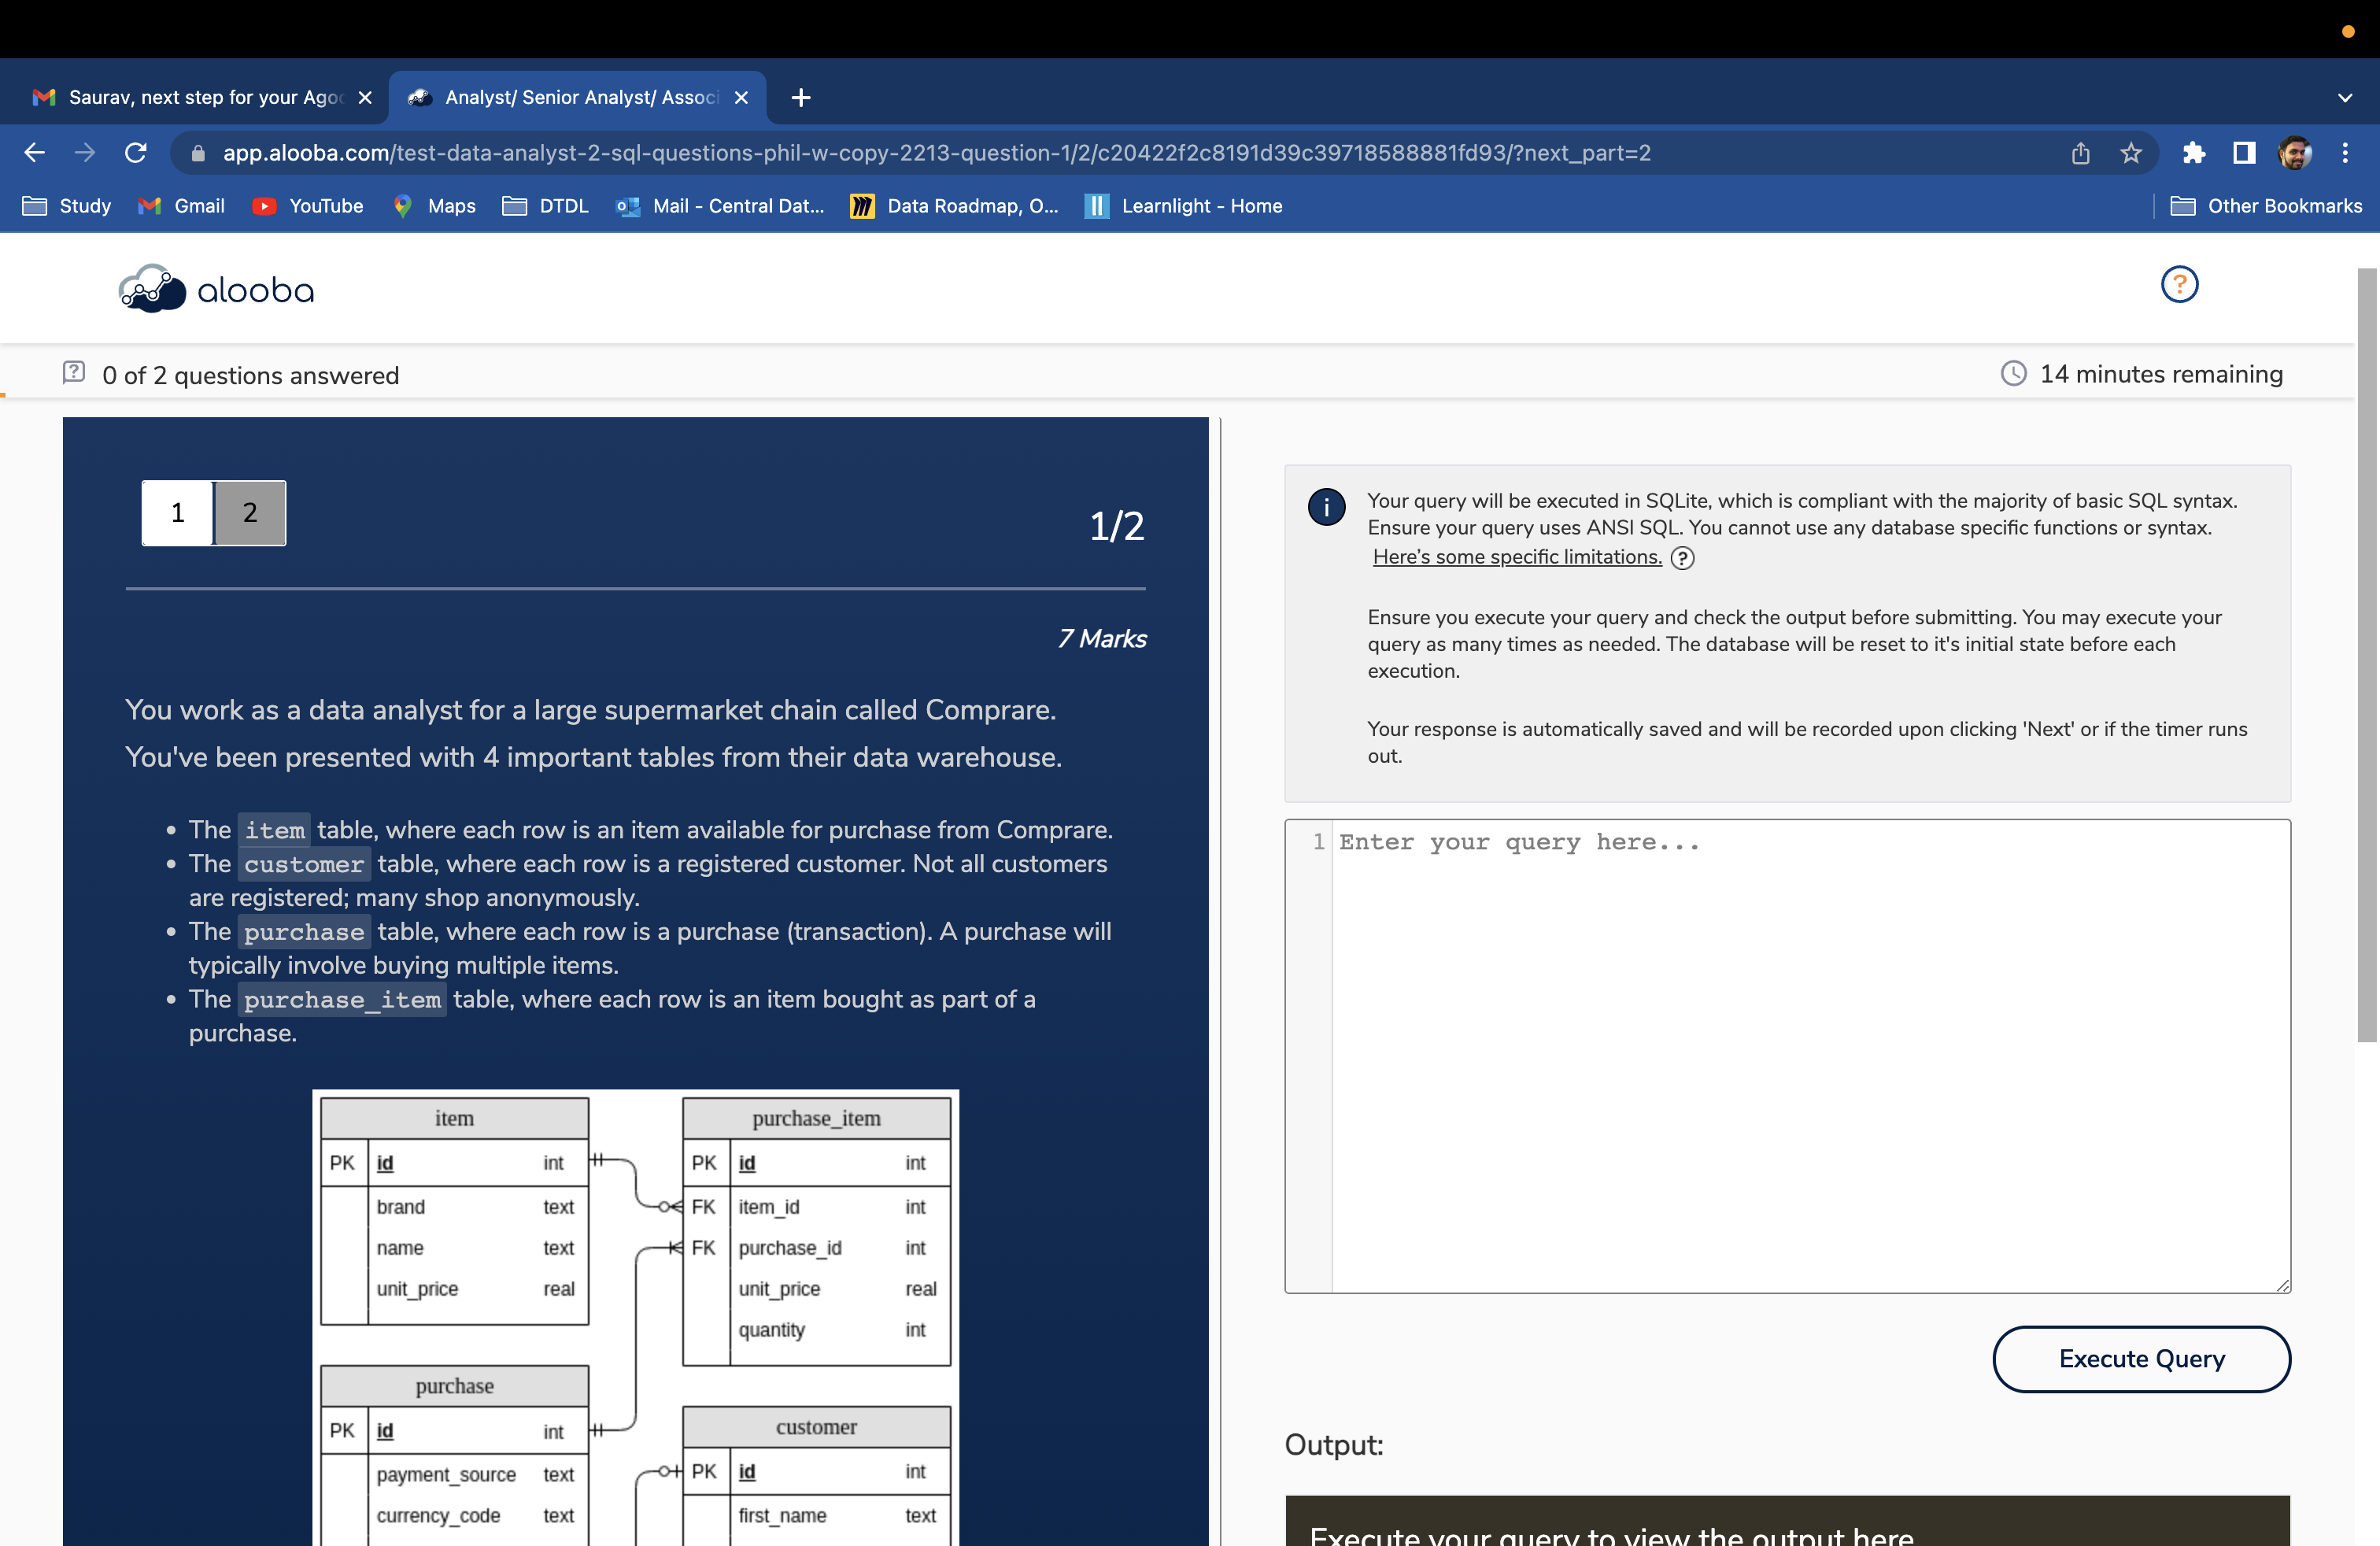 Saurav, next step for your Ago
Analyst/ Senior Analyst/ Associ
app.alooba.com/test-data-analyst-2-sql-questions-phil-w-copy-2213-question-1/2/c20422f2c8191d39c39718588881fd93/?next_part=2
Study Gmail YouTube Maps DTDL Mail - Central Dat... Data Roadmap, O... Learnlight - Home Other Bookmarks
alooba
?
0 of 2 questions answered
14 minutes remaining
1 2
1/2
7 Marks
You work as a data analyst for a large supermarket chain called Comprare.
You've been presented with 4 important tables from their data warehouse.
• The item table, where each row is an item available for purchase from Comprare.
• The customer table, where each row is a registered customer. Not all customers
are registered; many shop anonymously.
• The purchase table, where each row is a purchase (transaction). A purchase will
typically involve buying multiple items.
• The purchase_item table, where each row is an item bought as part of a
purchase.
item
PK id int
brand text
name text
unit_price real
purchase_item
PK id int
FK item_id int
FK purchase_id int
unit_price real
quantity int
purchase
PK id int
payment_source text
currency_code text
customer
PK id int
first_name text
i
Your query will be executed in SQLite, which is compliant with the majority of basic SQL syntax.
Ensure your query uses ANSI SQL. You cannot use any database specific functions or syntax.
Here's some specific limitations. ?
Ensure you execute your query and check the output before submitting. You may execute your
query as many times as needed. The database will be reset to it's initial state before each
execution.
Your response is automatically saved and will be recorded upon clicking 'Next' or if the timer runs
out.
1 Enter your query here...
Execute Query
Output:
Execute your query to view the output here